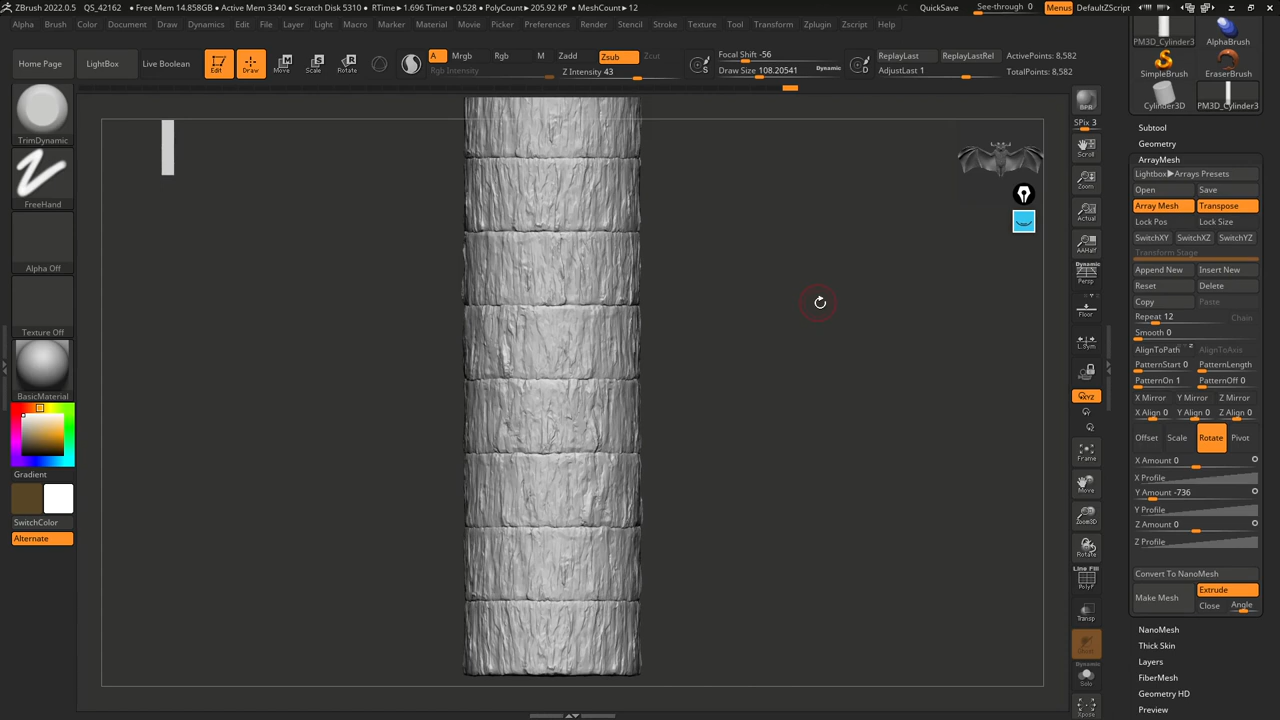 ZBrush 2022.0.5 QS_42162 • Free Mem 14.858GB • Active Mem 3340 • Scratch Disk 5310 • RTime▶1.696 Timer▶0.528 • PolyCount▶205.92 KP • MeshCount▶12
AC QuickSave See-through 0 Menus DefaultZScript
Alpha Brush Color Document Draw Dynamics Edit File Layer Light Macro Marker Material Movie Picker Preferences Render Stencil Stroke Texture Tool Transform Zplugin Zscript Help
Home Page LightBox Live Boolean
Edit Draw Move Scale Rotate
A Mrgb Rgb M Zadd Zsub Zcut
Rgb Intensity Z Intensity 43
S
Focal Shift -56
Draw Size 108.20541 Dynamic
D
ReplayLast ReplayLastRel
AdjustLast 1
ActivePoints: 8,582
TotalPoints: 8,582
TrimDynamic
FreeHand
Alpha Off
Texture Off
BasicMaterial
Gradient
SwitchColor
Alternate
BPR
SPix 3
Scroll
Zoom
Actual
AAHalf
Dynamic
Persp
Floor
L.Sym
XYZ
Frame
Move
Zoom3D
Rotate
Line Fill
PolyF
Transp
Ghost
Dynamic
Solo
Xpose
PM3D_Cylinder3 AlphaBrush
SimpleBrush EraserBrush
Cylinder3D PM3D_Cylinder3
Subtool
Geometry
ArrayMesh
Lightbox▶Arrays Presets
Open Save
Array Mesh Transpose
Lock Pos Lock Size
SwitchXY SwitchXZ SwitchYZ
Transform Stage
Append New Insert New
Reset Delete
Copy Paste
Repeat 12 Chain
Smooth 0
AlignToPath AlignToAxis
PatternStart 0 PatternLength
PatternOn 1 PatternOff 0
X Mirror Y Mirror Z Mirror
X Align 0 Y Align 0 Z Align 0
Offset Scale Rotate Pivot
X Amount 0
X Profile
Y Amount -736
Y Profile
Z Amount 0
Z Profile
Convert To NanoMesh
Make Mesh Extrude
Close Angle
NanoMesh
Thick Skin
Layers
FiberMesh
Geometry HD
Preview